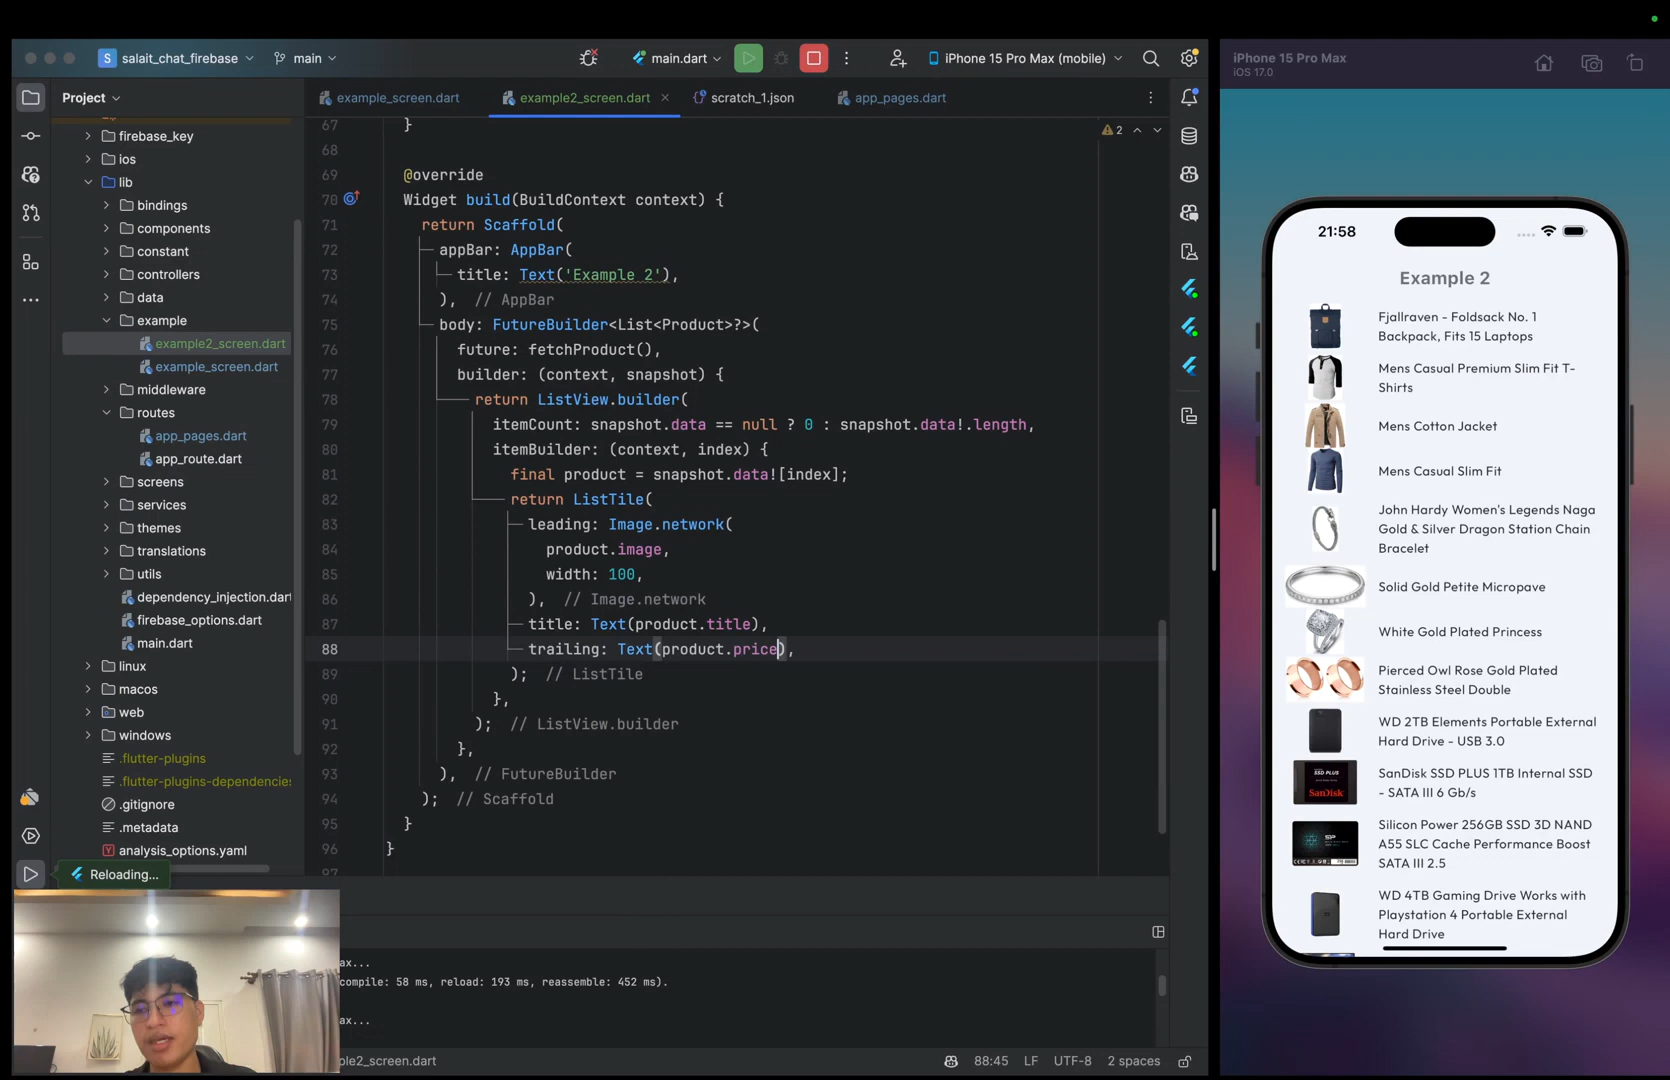 salait_chat_firebase
main
main.dart
iPhone 15 Pro Max (mobile)
Project
example_screen.dart
example2_screen.dart
scratch_1.json
app_pages.dart
2
firebase_key
ios
lib
bindings
components
constant
controllers
data
example
example2_screen.dart
example_screen.dart
middleware
routes
app_pages.dart
app_route.dart
screens
services
themes
translations
utils
dependency_injection.dart
firebase_options.dart
main.dart
linux
macos
web
windows
.flutter-plugins
.flutter-plugins-dependencies
.gitignore
.metadata
analysis_options.yaml
Reloading...
67 }
68
69 @override
70 Widget build(BuildContext context) {
71 return Scaffold(
72 appBar: AppBar(
73 title: Text('Example 2'),
74 ), // AppBar
75 body: FutureBuilder<List<Product>?>(
76 future: fetchProduct(),
77 builder: (context, snapshot) {
78 return ListView.builder(
79 itemCount: snapshot.data == null ? 0 : snapshot.data!.length,
80 itemBuilder: (context, index) {
81 final product = snapshot.data![index];
82 return ListTile(
83 leading: Image.network(
84 product.image,
85 width: 100,
86 ), // Image.network
87 title: Text(product.title),
88 trailing: Text(product.price),
89 ); // ListTile
90 },
91 ); // ListView.builder
92 },
93 ), // FutureBuilder
94 ); // Scaffold
95 }
96 }
97
ax...
compile: 58 ms, reload: 193 ms, reassemble: 452 ms).
ax...
ple2_screen.dart
88:45 LF UTF-8 2 spaces
iPhone 15 Pro Max
iOS 17.0
21:58
Example 2
Fjallraven - Foldsack No. 1
Backpack, Fits 15 Laptops
Mens Casual Premium Slim Fit T-
Shirts
Mens Cotton Jacket
Mens Casual Slim Fit
John Hardy Women's Legends Naga
Gold & Silver Dragon Station Chain
Bracelet
Solid Gold Petite Micropave
White Gold Plated Princess
Pierced Owl Rose Gold Plated
Stainless Steel Double
WD 2TB Elements Portable External
Hard Drive - USB 3.0
SSD PLUS
SanDisk
SanDisk SSD PLUS 1TB Internal SSD
- SATA III 6 Gb/s
Silicon Power 256GB SSD 3D NAND
A55 SLC Cache Performance Boost
SATA III 2.5
WD 4TB Gaming Drive Works with
Playstation 4 Portable External
Hard Drive